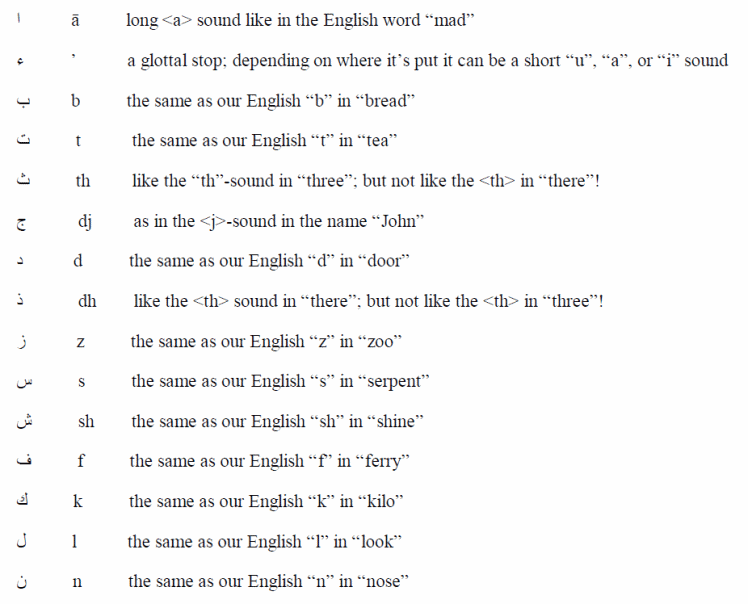 ا ā long <a> sound like in the English word “mad”
ء ’ a glottal stop; depending on where it’s put it can be a short “u”, “a”, or “i” sound
ب b the same as our English “b” in “bread”
ت t the same as our English “t” in “tea”
ث th like the “th”-sound in “three”; but not like the <th> in “there”!
ج dj as in the <j>-sound in the name “John”
د d the same as our English “d” in “door”
ذ dh like the <th> sound in “there”; but not like the <th> in “three”!
ز z the same as our English “z” in “zoo”
س s the same as our English “s” in “serpent”
ش sh the same as our English “sh” in “shine”
ف f the same as our English “f” in “ferry”
ك k the same as our English “k” in “kilo”
ل l the same as our English “l” in “look”
ن n the same as our English “n” in “nose”